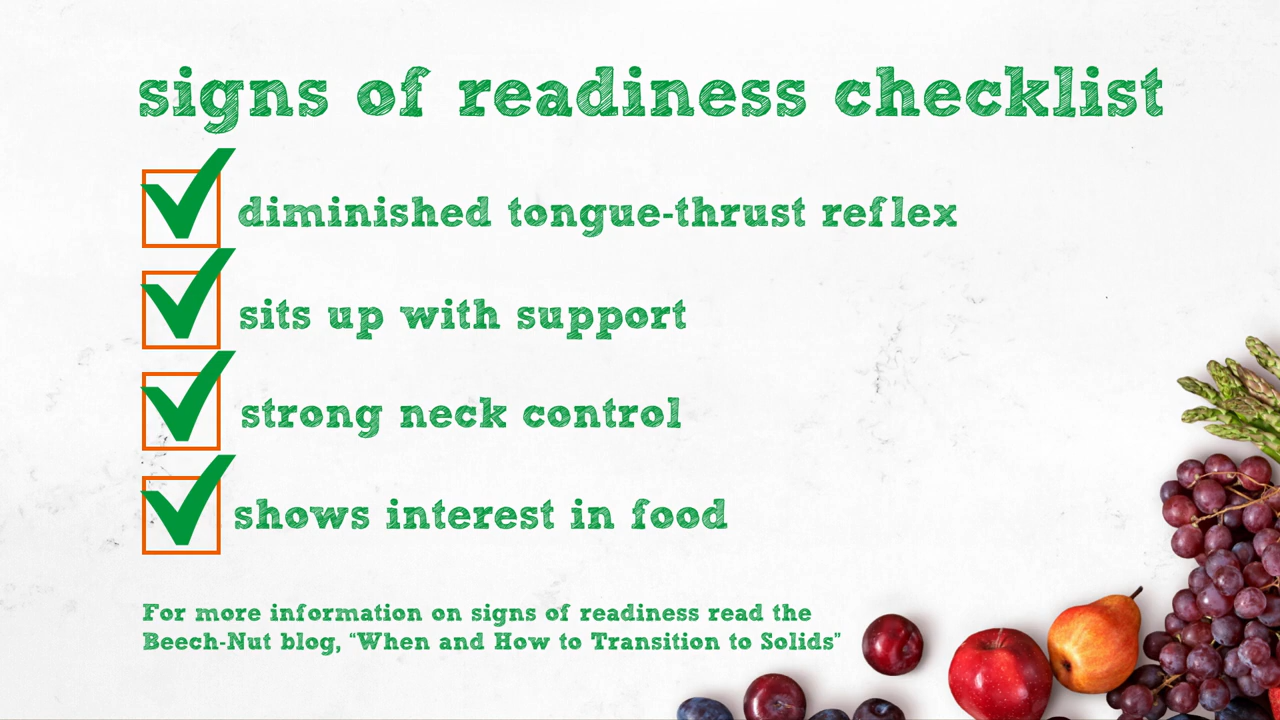 signs of readiness checklist
diminished tongue-thrust reflex
sits up with support
strong neck control
shows interest in food
For more information on signs of readiness read the
Beech-Nut blog, “When and How to Transition to Solids”